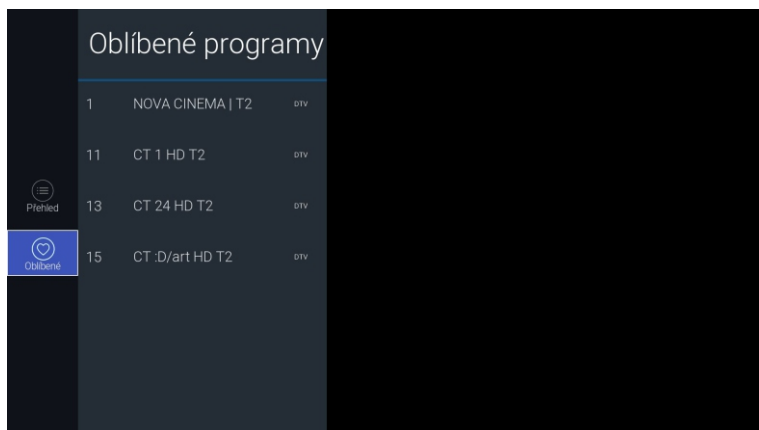 Oblíbené programy
1 NOVA CINEMA | T2 DTV
11 CT 1 HD T2 DTV
Přehled
13 CT 24 HD T2 DTV
Oblíbené
15 CT :D/art HD T2 DTV